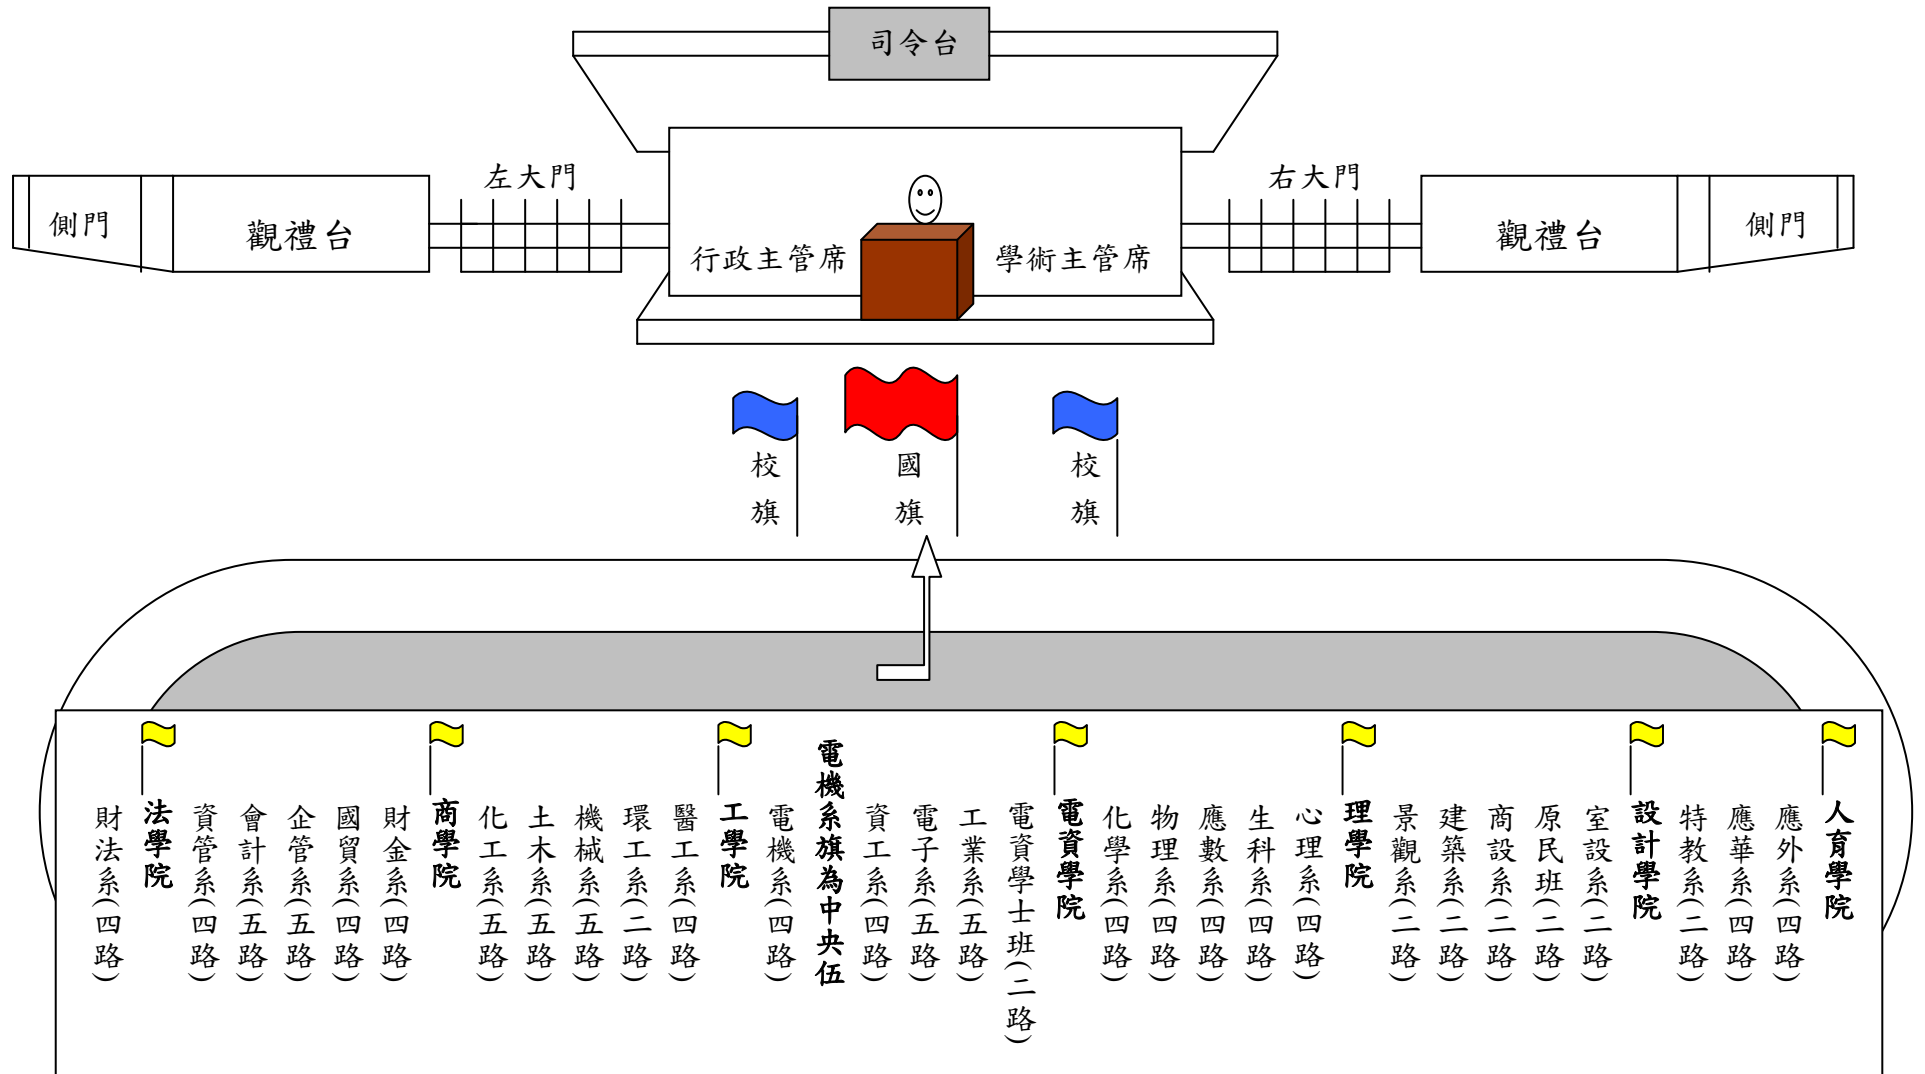 司令台
左大門
右大門
側門
觀禮台
行政主管席
學術主管席
觀禮台
側門
校旗
國旗
校旗
財法系(四路)
法學院
資管系(四路)
會計系(五路)
企管系(五路)
國貿系(四路)
財金系(四路)
商學院
化工系(五路)
土木系(五路)
機械系(五路)
環工系(二路)
醫工系(四路)
工學院
電機系(四路)
電機系旗為中央伍
資工系(四路)
電子系(五路)
工業系(五路)
電資學士班(二路)
電資學院
化學系(四路)
物理系(四路)
應數系(四路)
生科系(四路)
心理系(四路)
理學院
景觀系(二路)
建築系(二路)
商設系(二路)
原民班(二路)
室設系(二路)
設計學院
特教系(二路)
應華系(四路)
應外系(四路)
人育學院